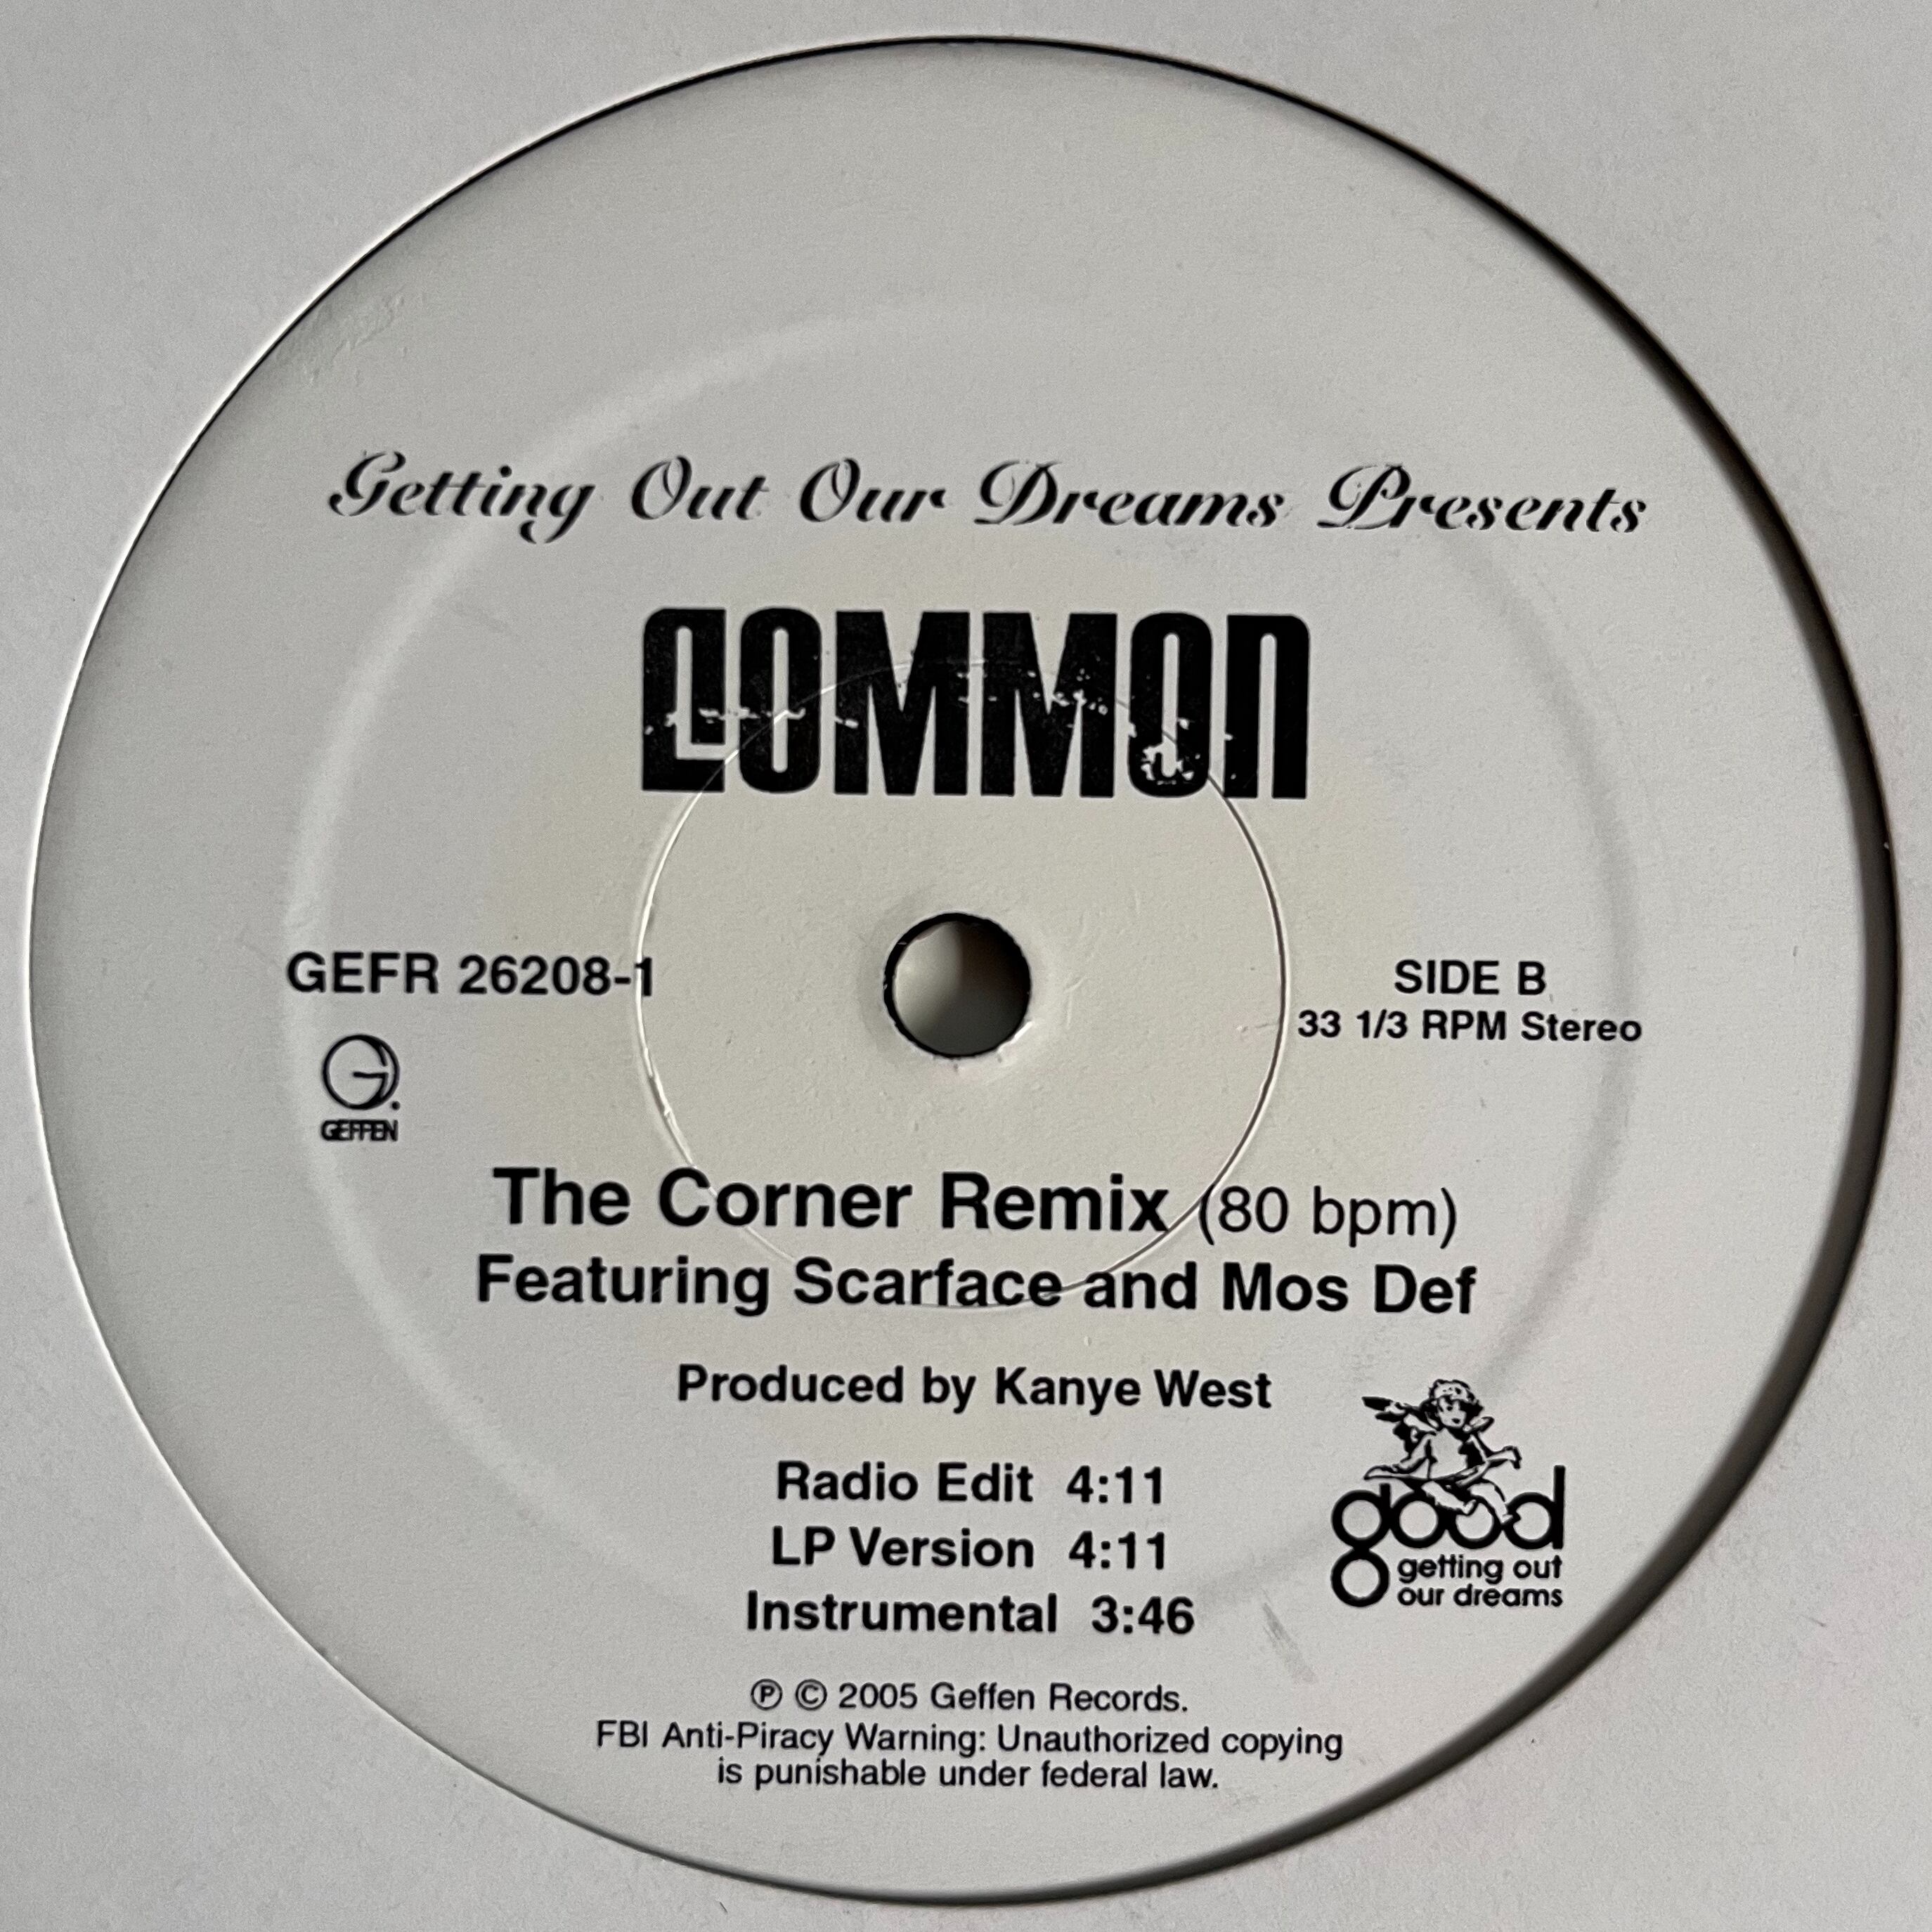 Getting Out Our Dreams Presents
COMMON
GEFR 26208-1
SIDE B
33 1/3 RPM Stereo
GEFFEN
The Corner Remix (80 bpm)
Featuring Scarface and Mos Def
Produced by Kanye West
Radio Edit 4:11
LP Version 4:11
Instrumental 3:46
good
getting out
our dreams
℗ © 2005 Geffen Records.
FBI Anti-Piracy Warning: Unauthorized copying
is punishable under federal law.